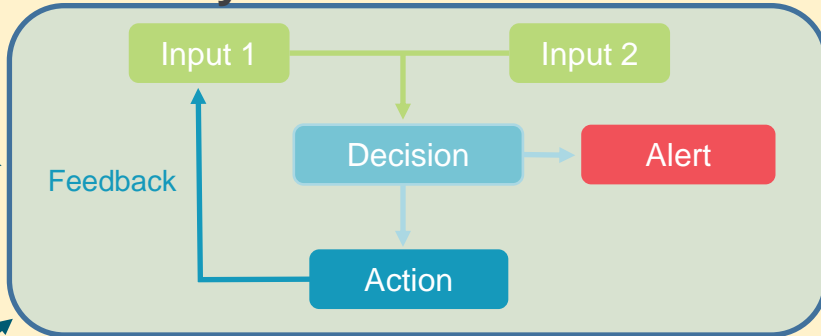 Input 1
Input 2
Decision
Alert
Feedback
Action